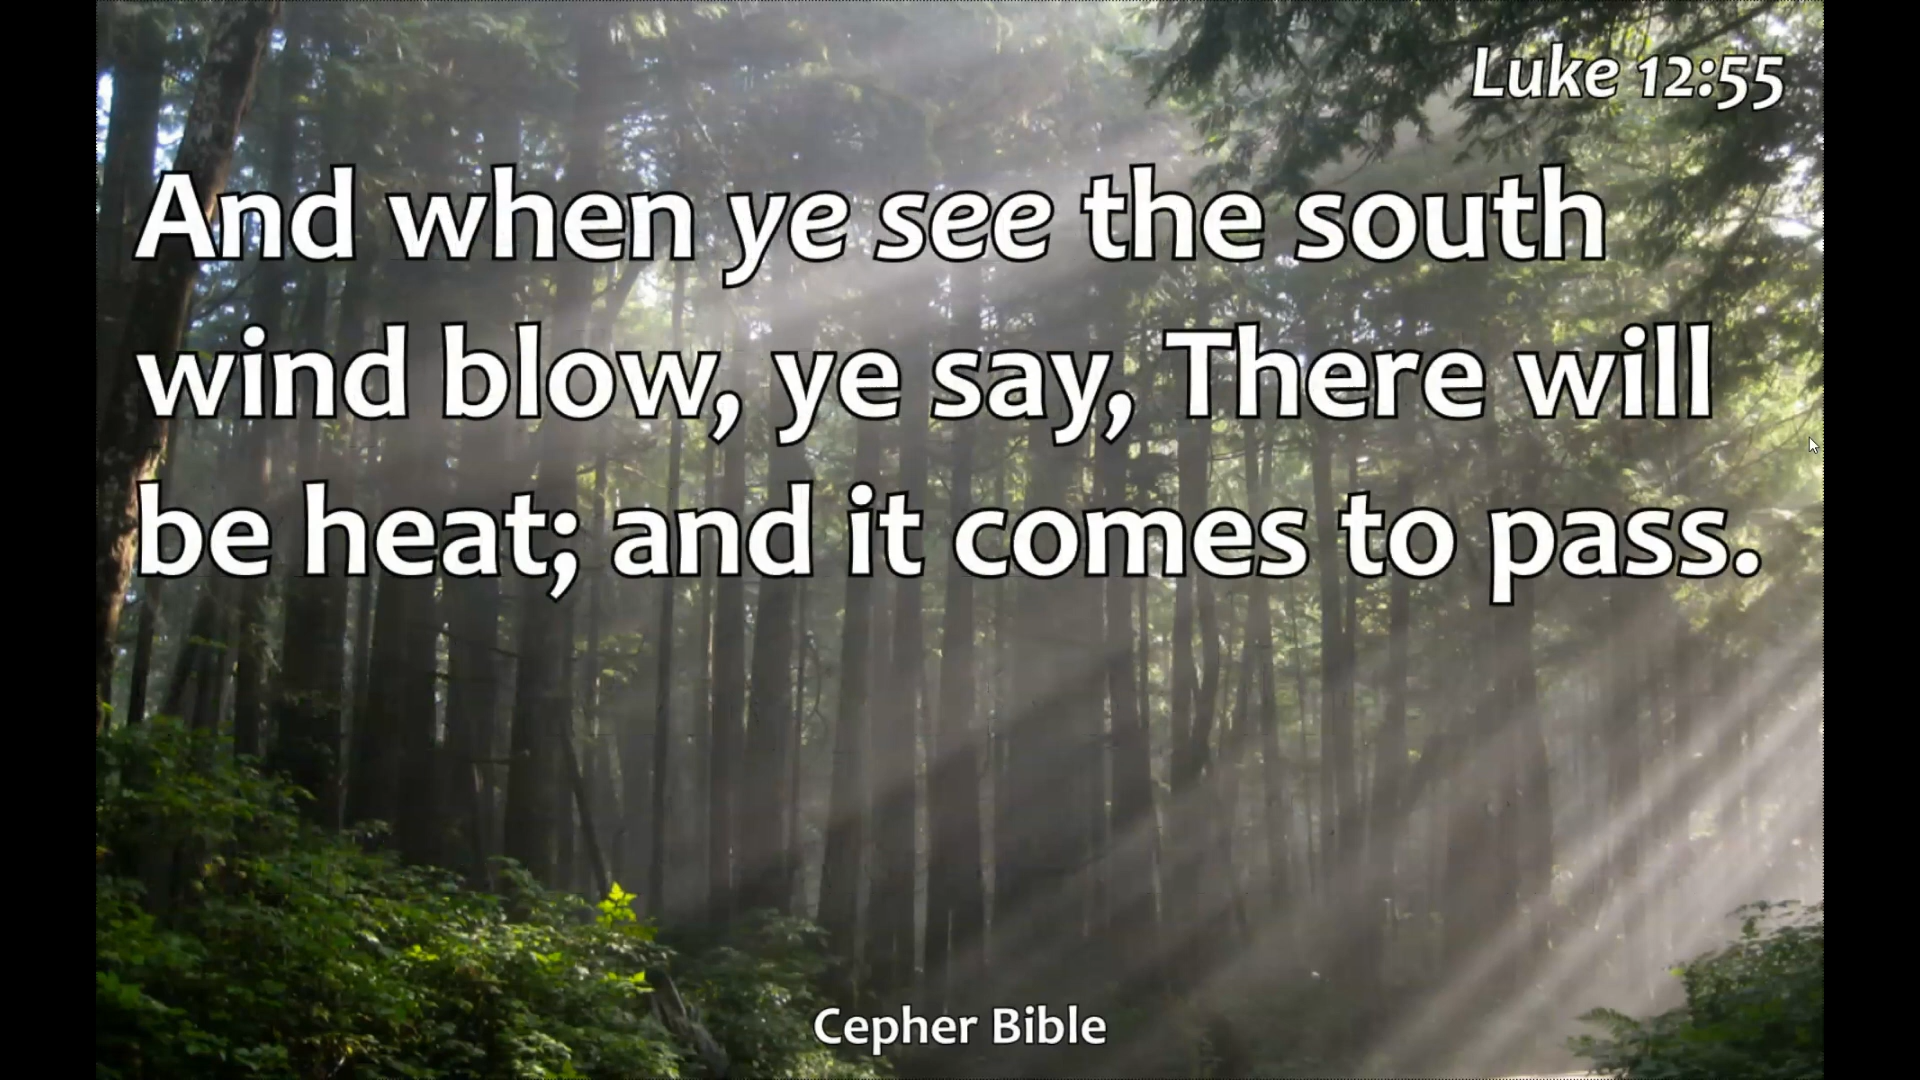 Luke 12:55
And when ye see the south
wind blow, ye say, There will
be heat; and it comes to pass.
Cepher Bible